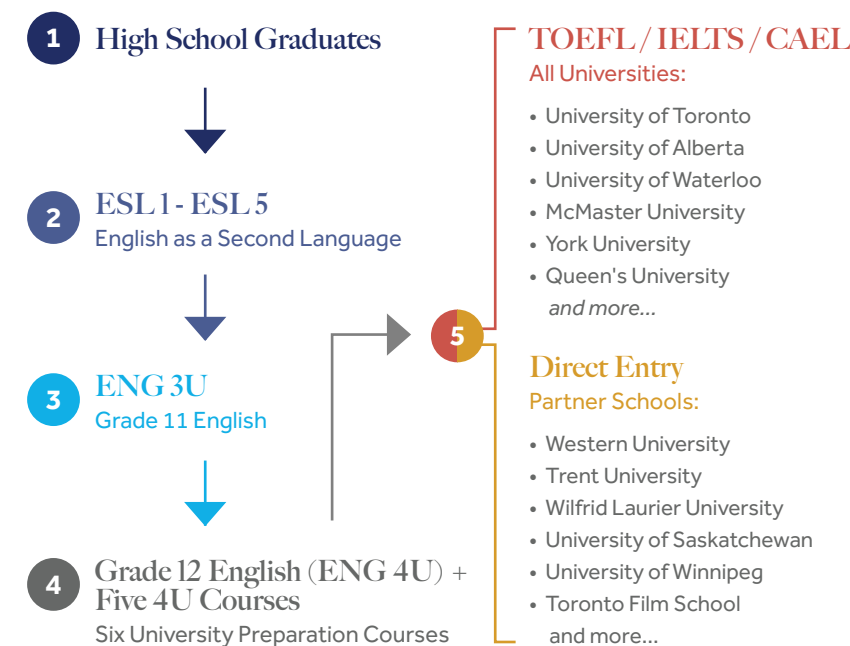 1 High School Graduates
2 ESL 1 - ESL 5
English as a Second Language
3 ENG 3U
Grade 11 English
4 Grade 12 English (ENG 4U) +
Five 4U Courses
Six University Preparation Courses
5
TOEFL / IELTS / CAEL
All Universities:
• University of Toronto
• University of Alberta
• University of Waterloo
• McMaster University
• York University
• Queen's University
and more...
Direct Entry
Partner Schools:
• Western University
• Trent University
• Wilfrid Laurier University
• University of Saskatchewan
• University of Winnipeg
• Toronto Film School
and more...